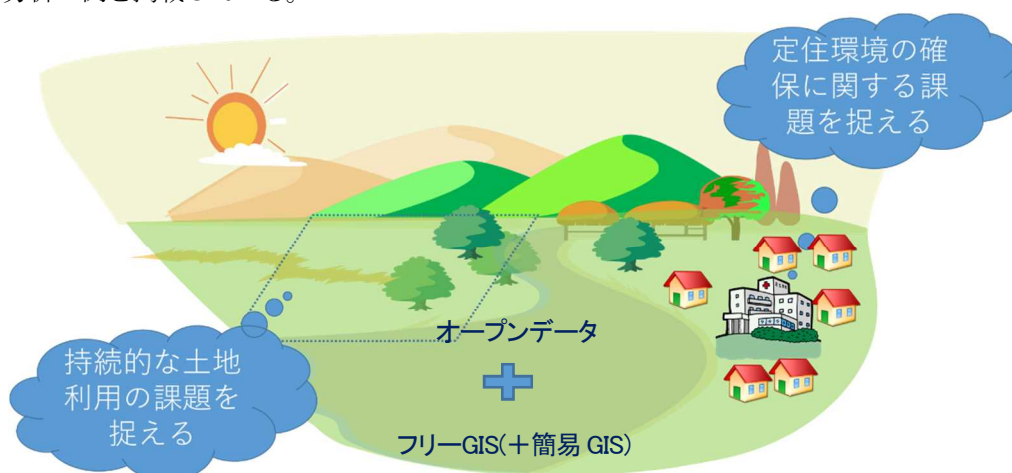 定住環境の確
保に関する課
題を捉える
持続的な土地
利用の課題を
捉える
オープンデータ
フリーGIS(+簡易 GIS)